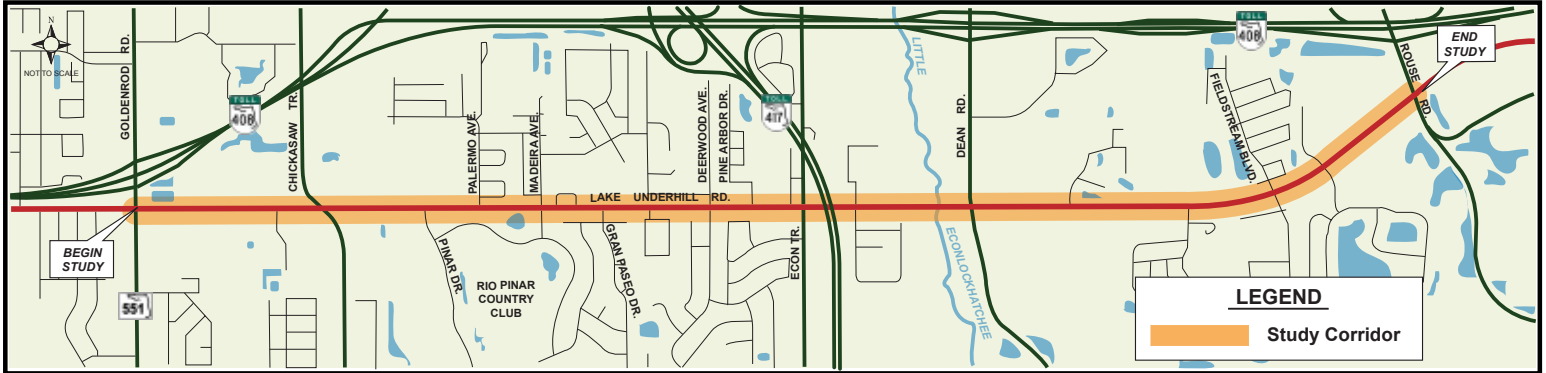 N
NOT TO SCALE
GOLDENROD RD.
TOLL
408
CHICKASAW TR.
PALERMO AVE.
MADEIRA AVE.
DEERWOOD AVE.
PINE ARBOR DR.
TOLL
417
LITTLE
ECONLOCKHATCHEE
DEAN RD.
TOLL
408
FIELDSTREAM BLVD.
ROUSE RD.
END
STUDY
LAKE UNDERHILL RD.
BEGIN
STUDY
551
PINAR DR.
RIO PINAR
COUNTRY
CLUB
GRAN PASEO DR.
ECON TR.
LEGEND
Study Corridor